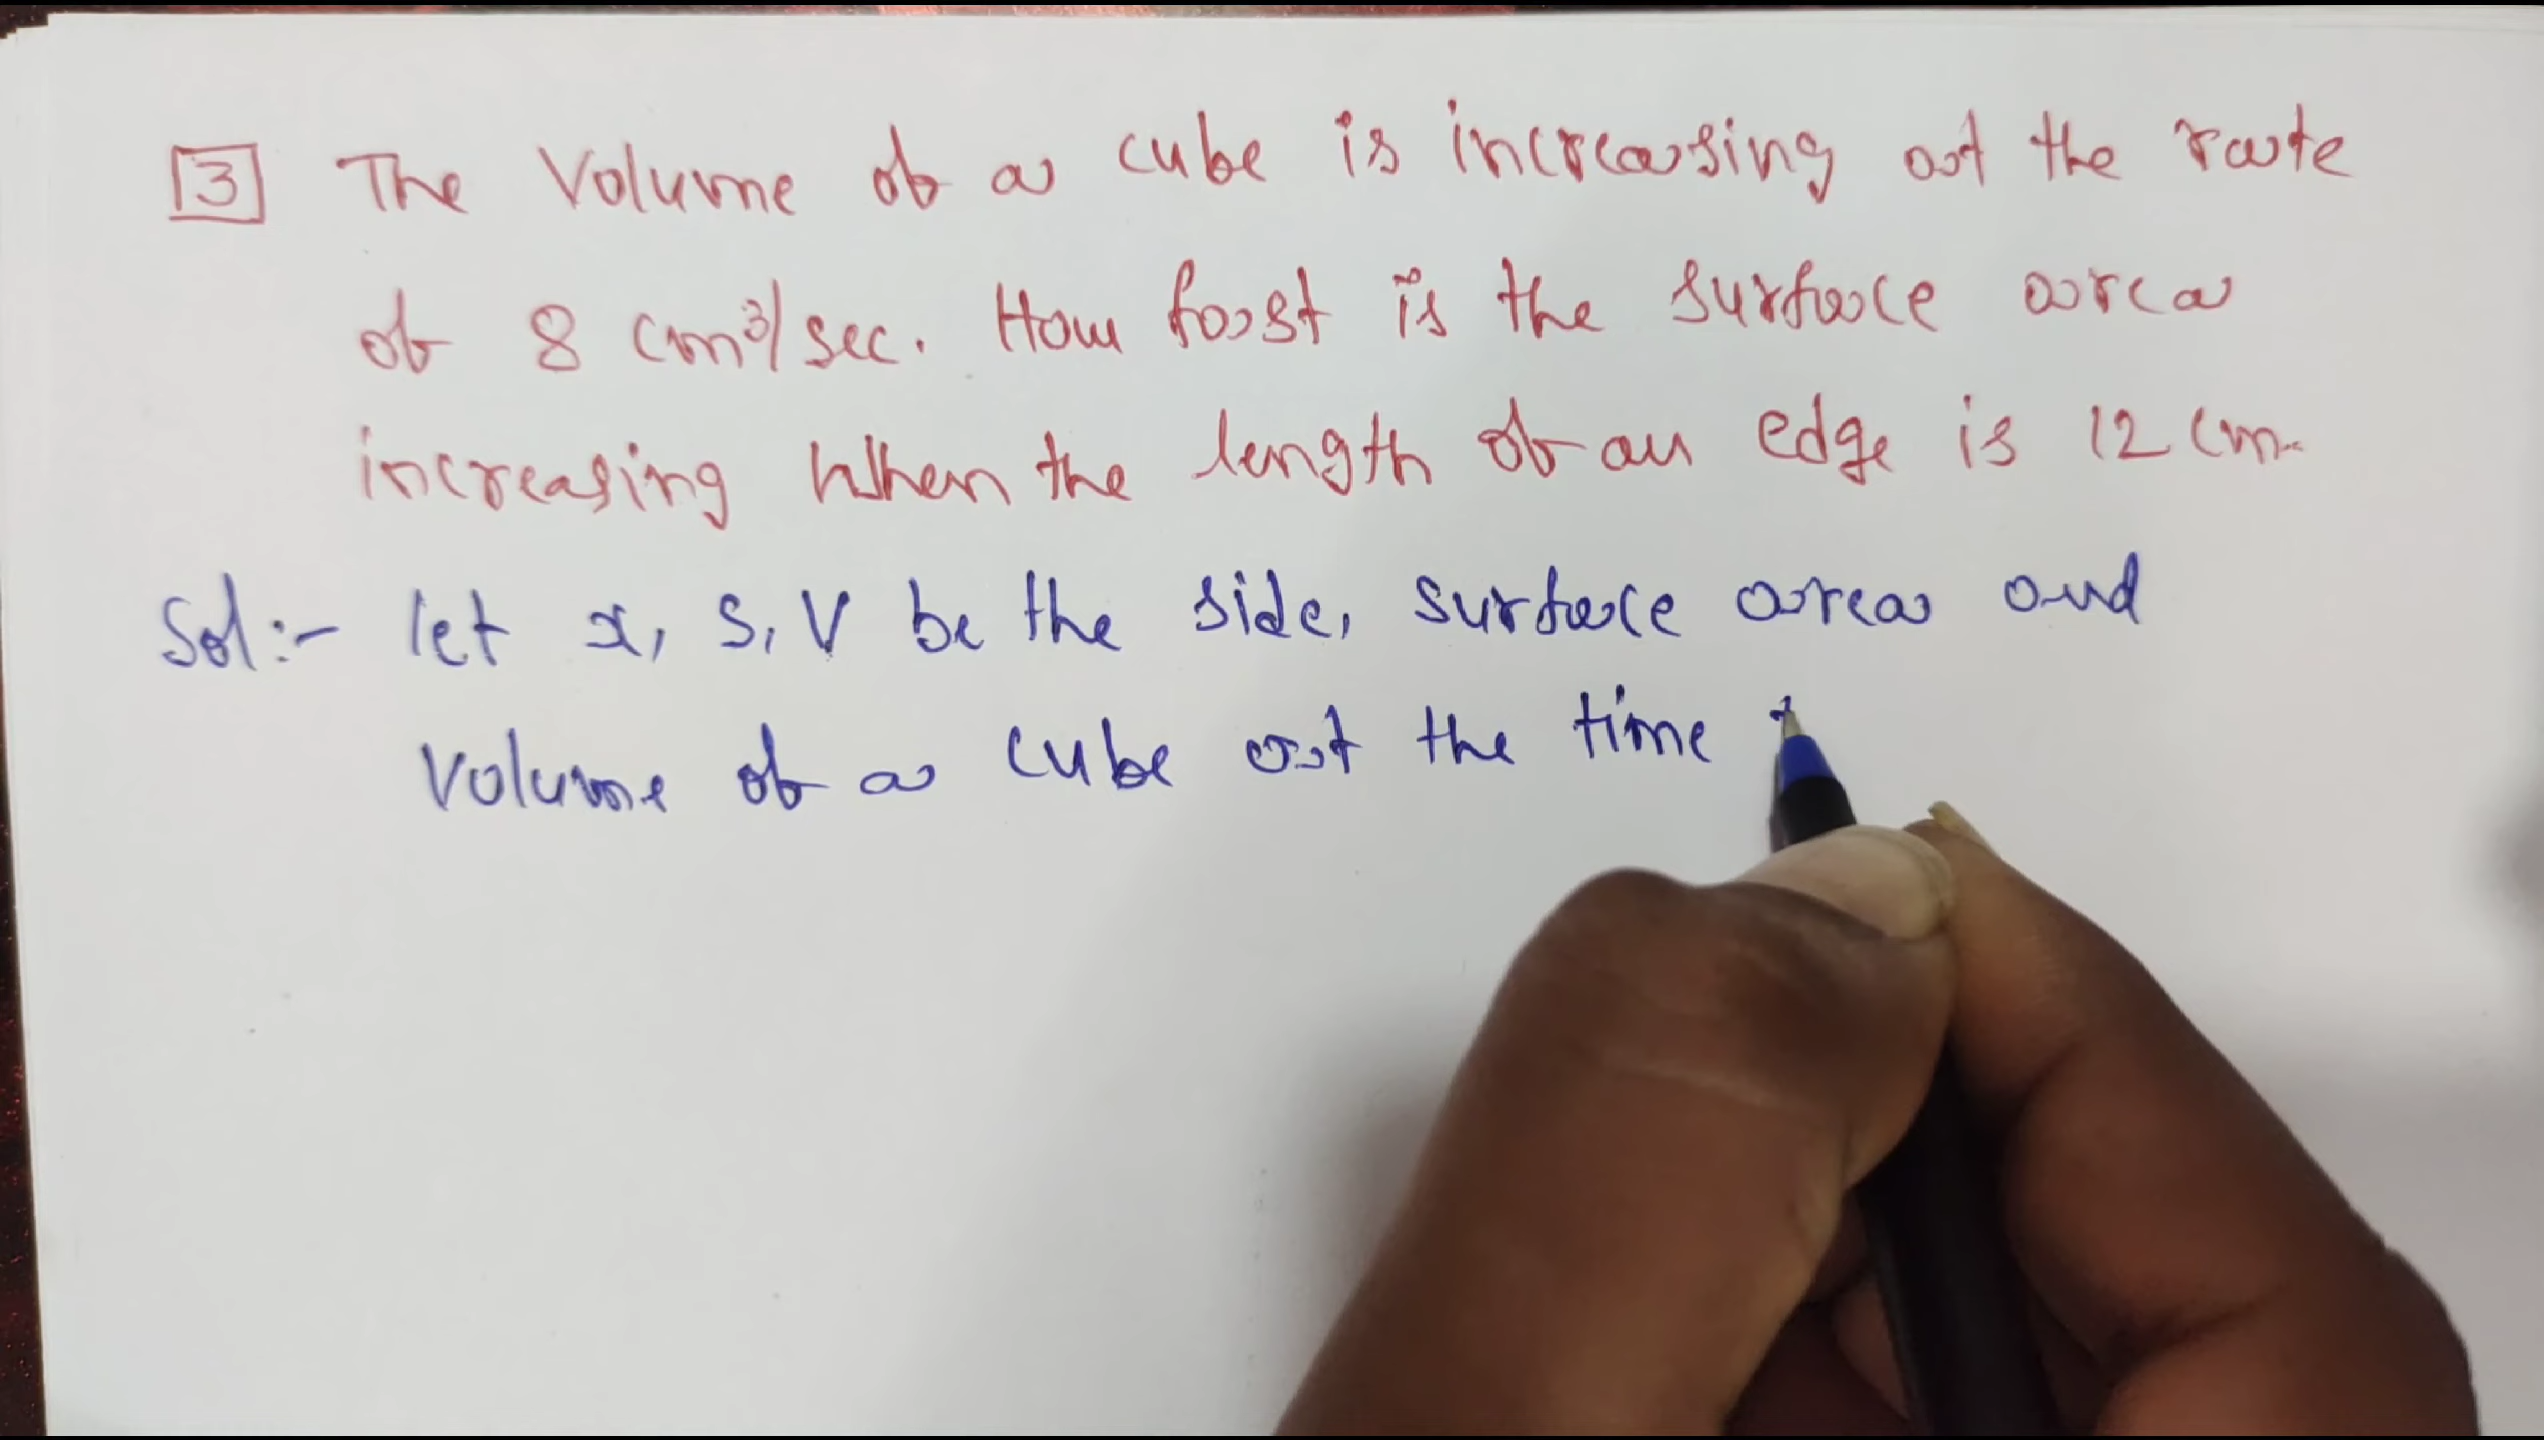 3 The Volume of a cube is increasing at the rate
of 8 cm³/sec. How fast is the surface area
increasing when the length of an edge is 12 cm.
Sol:- let x, s, V be the side, surface area and
Volume of a cube at the time t